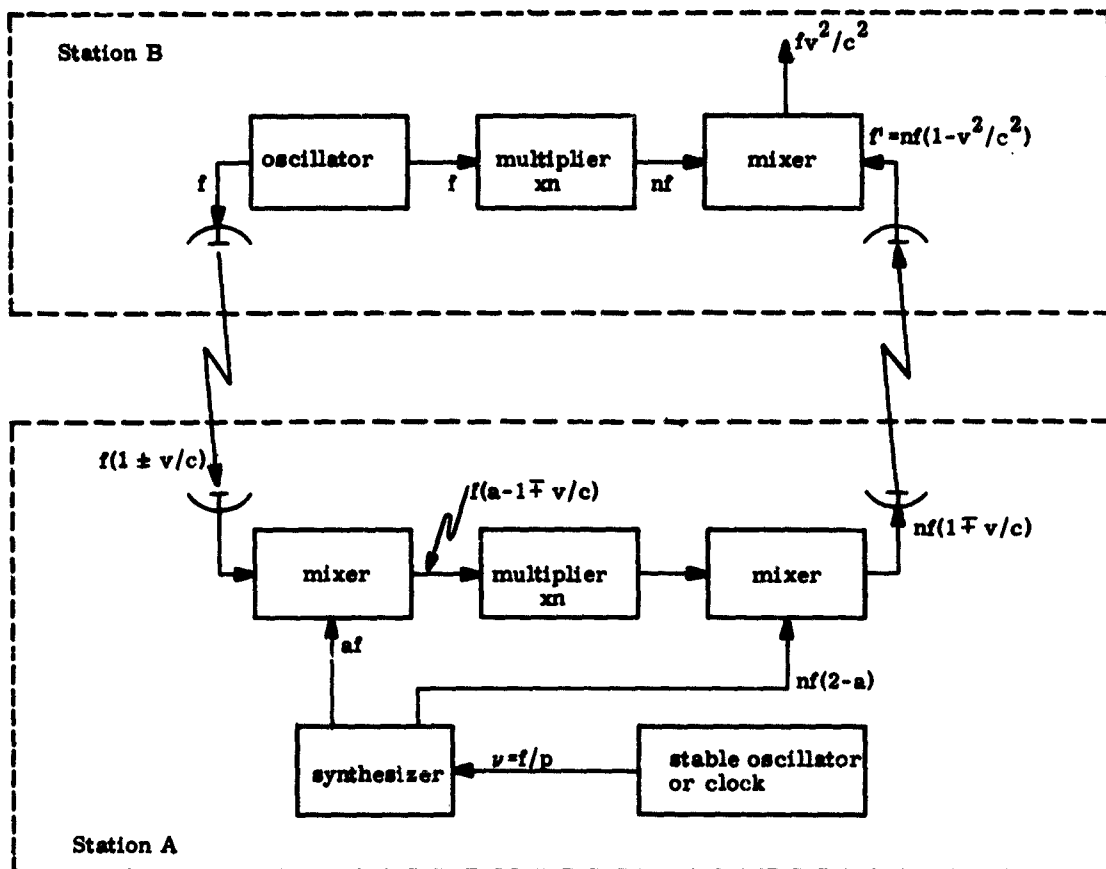 Station B
fv²/c²
oscillator
multiplier
xn
mixer
f'=nf(1-v²/c²)
f
f
nf
f(1 ± v/c)
f(a-1∓ v/c)
nf(1∓ v/c)
mixer
multiplier
xn
mixer
af
nf(2-a)
synthesizer
ν=f/p
stable oscillator
or clock
Station A